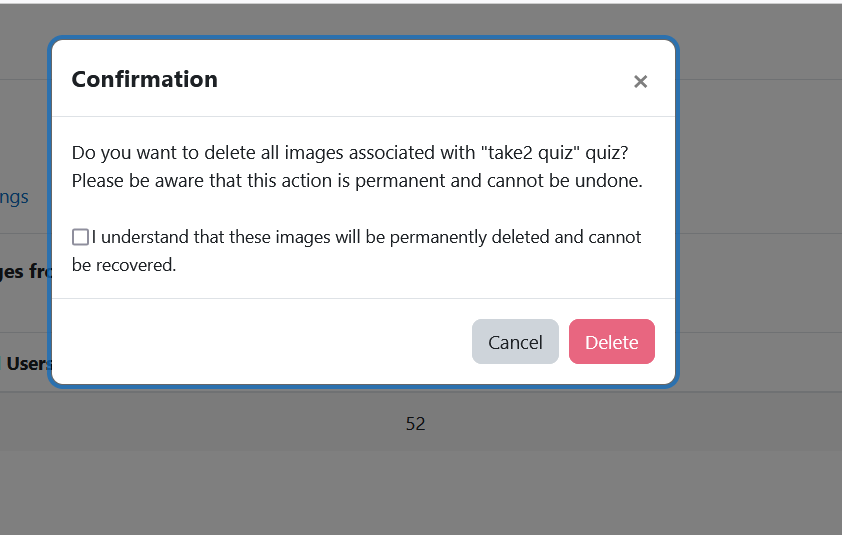 Confirmation
×
Do you want to delete all images associated with "take2 quiz" quiz?
Please be aware that this action is permanent and cannot be undone.
ngs
I understand that these images will be permanently deleted and cannot
be recovered.
ges fro
Cancel Delete
Users
52